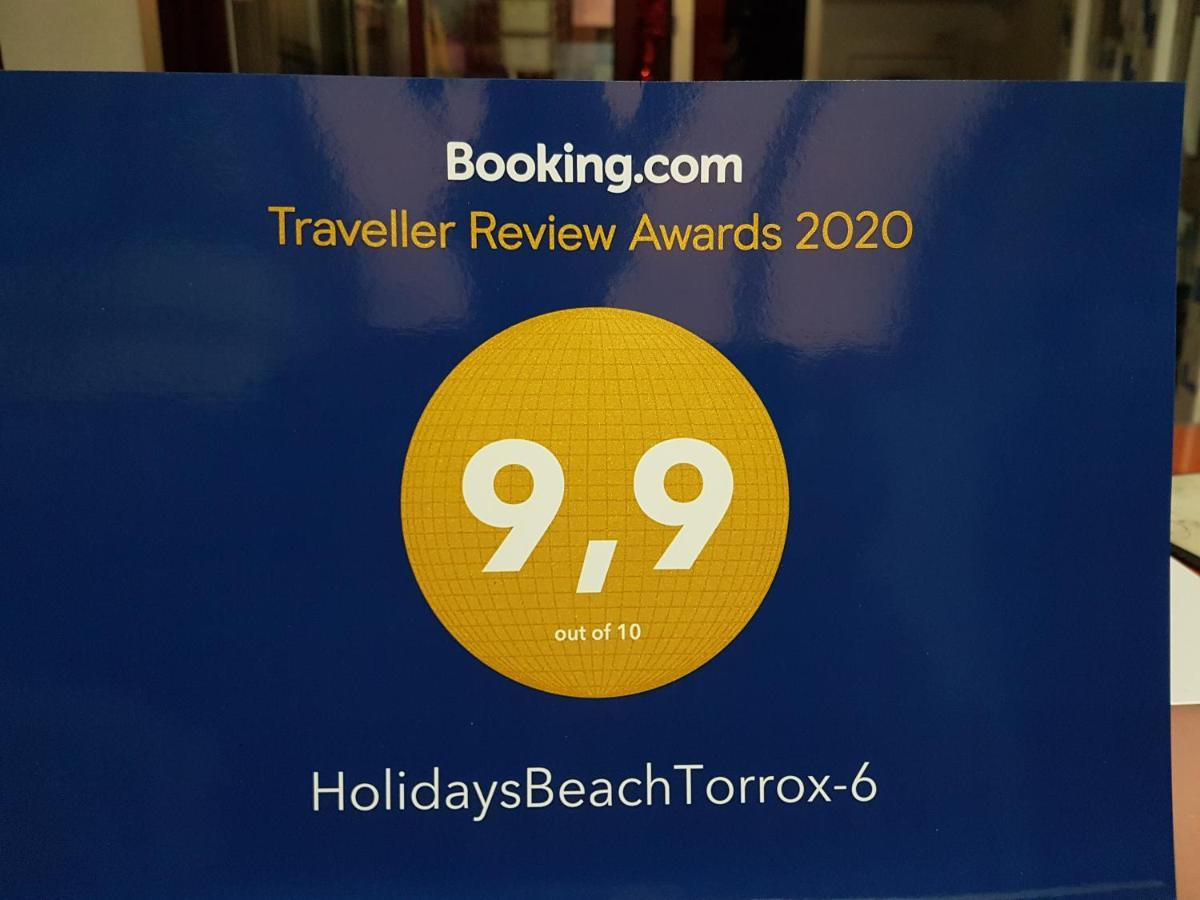 Booking.com
Traveller Review Awards 2020
9,9
out of 10
HolidaysBeachTorrox-6